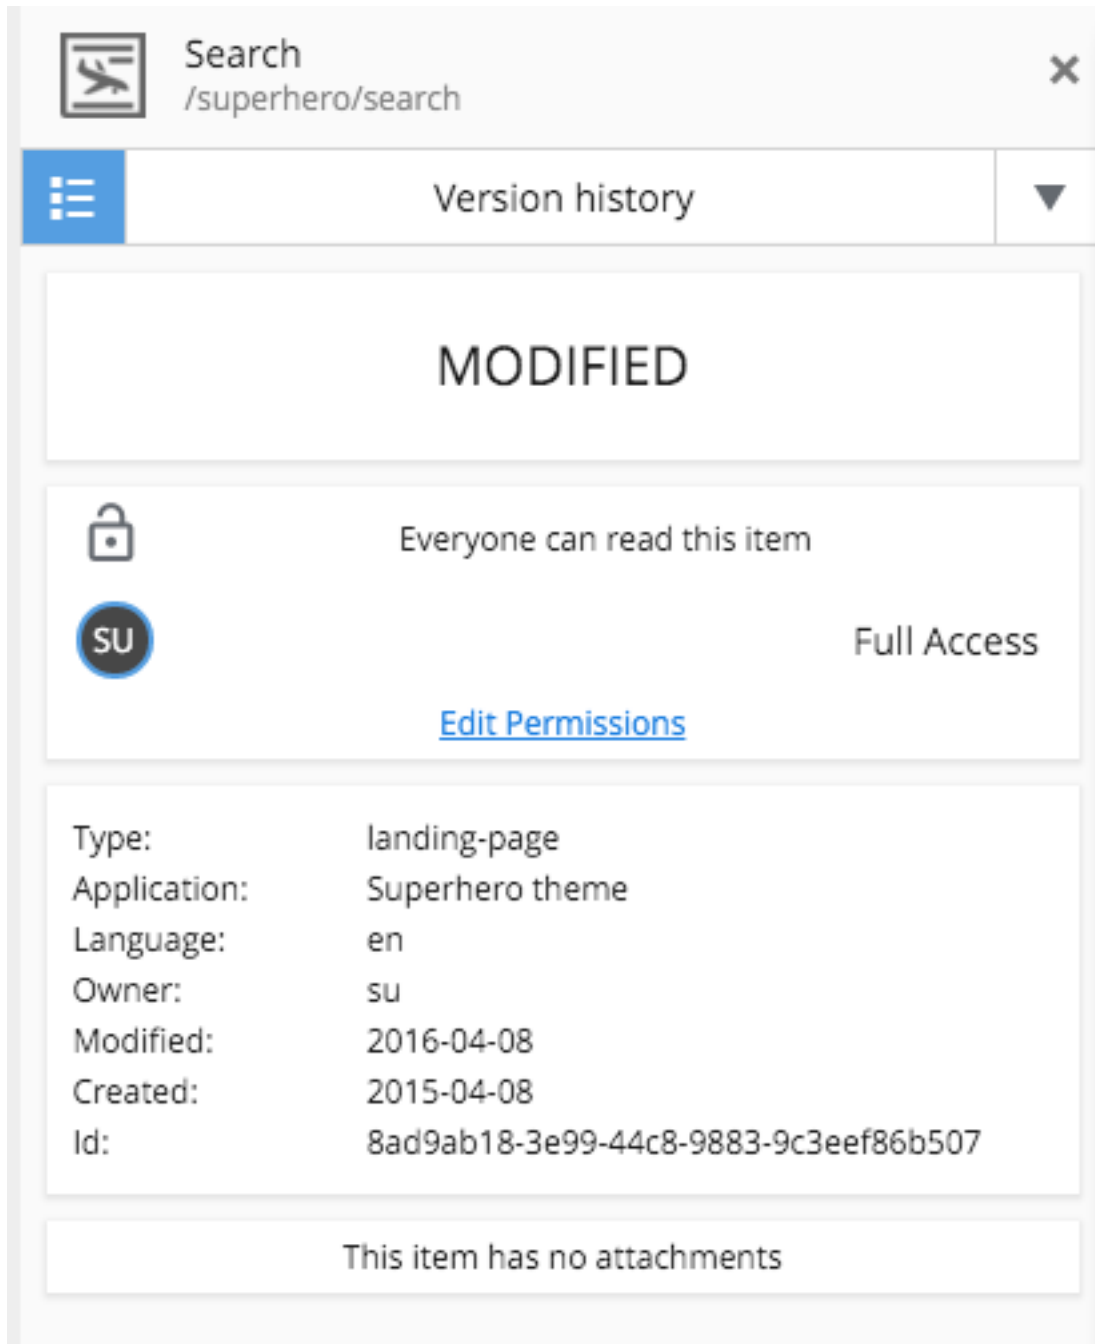 Search
/superhero/search
Version history
MODIFIED
Everyone can read this item
SU
Full Access
Edit Permissions
Type: landing-page
Application: Superhero theme
Language: en
Owner: su
Modified: 2016-04-08
Created: 2015-04-08
Id: 8ad9ab18-3e99-44c8-9883-9c3eef86b507
This item has no attachments